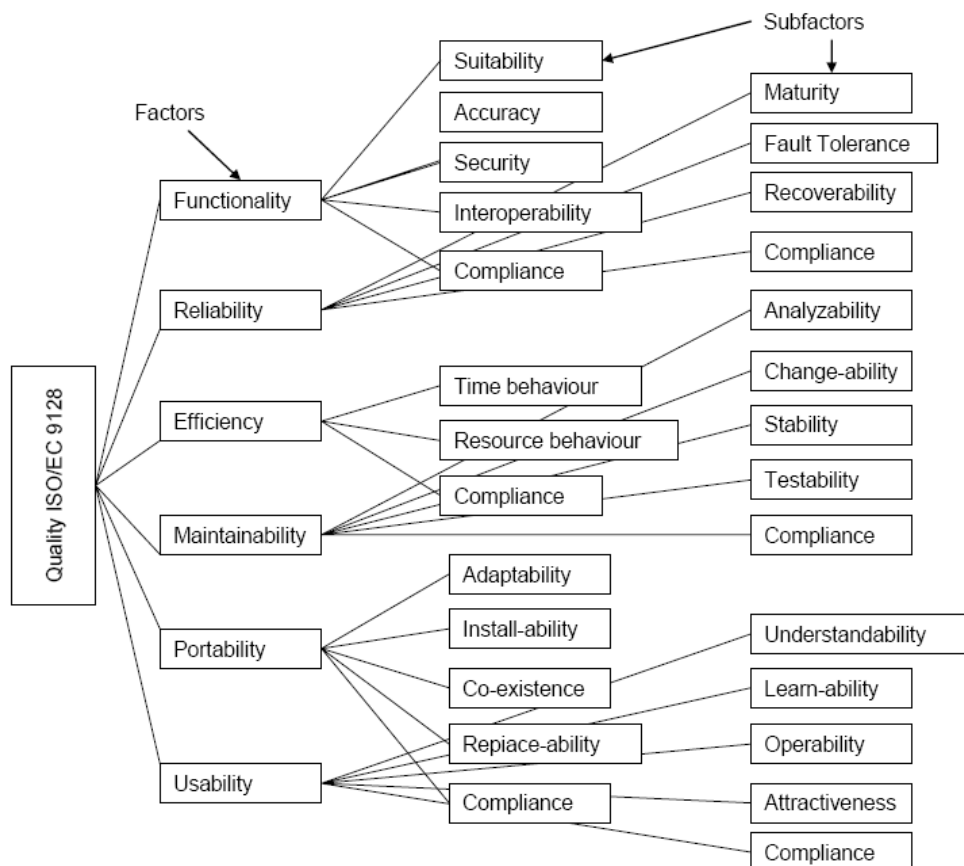 Subfactors
Factors
Quality ISO/EC 9128
Functionality
Suitability
Accuracy
Security
Interoperability
Compliance
Reliability
Maturity
Fault Tolerance
Recoverability
Compliance
Efficiency
Time behaviour
Resource behaviour
Compliance
Maintainability
Analyzability
Change-ability
Stability
Testability
Compliance
Portability
Adaptability
Install-ability
Co-existence
Repiace-ability
Compliance
Usability
Understandability
Learn-ability
Operability
Attractiveness
Compliance